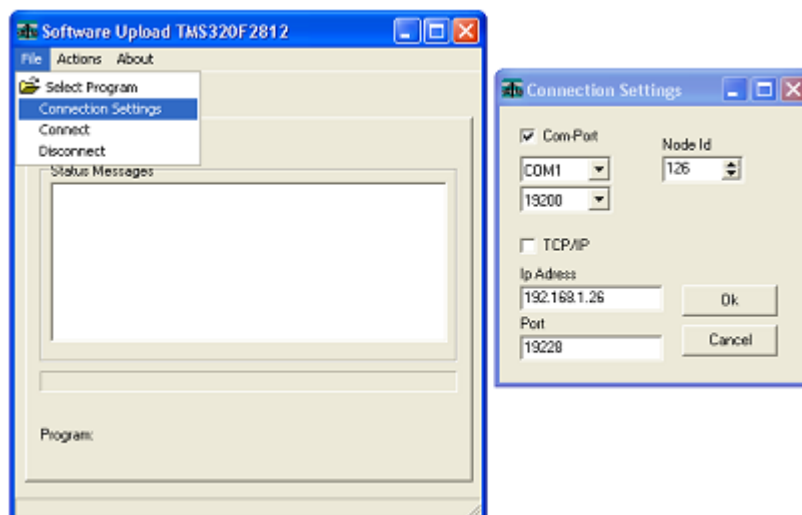 Software Upload TMS320F2812
File Actions About
Select Program
Connection Settings
Connect
Disconnect
Status Messages
Program:
Connection Settings
Com-Port
Node Id
COM1
126
19200
TCP/IP
Ip Adress
192.168.1.26
Ok
Port
19228
Cancel